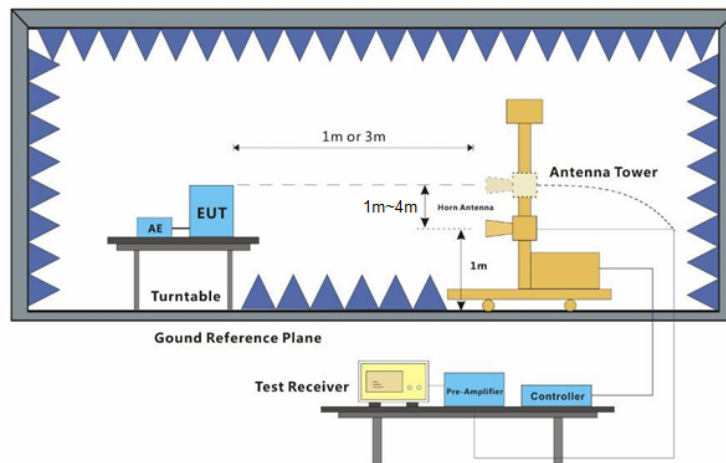 1m or 3m
Antenna Tower
1m~4m
Horn Antenna
EUT
AE
1m
Turntable
Gound Reference Plane
Test Receiver
Pre-Amplifier
Controller